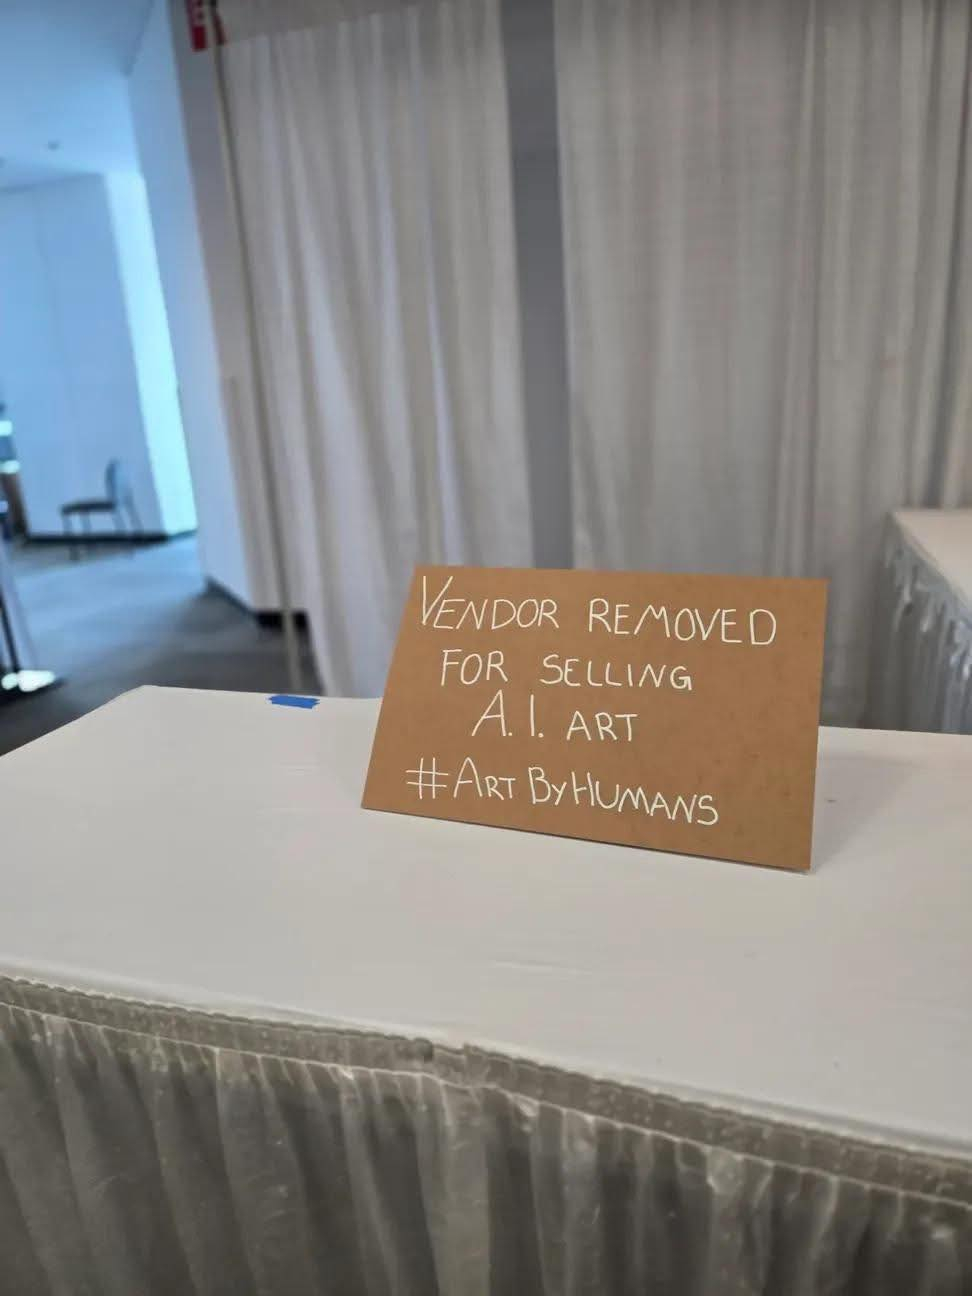 VENDOR REMOVED
FOR SELLING
A.I. ART
#ARTBYHUMANS